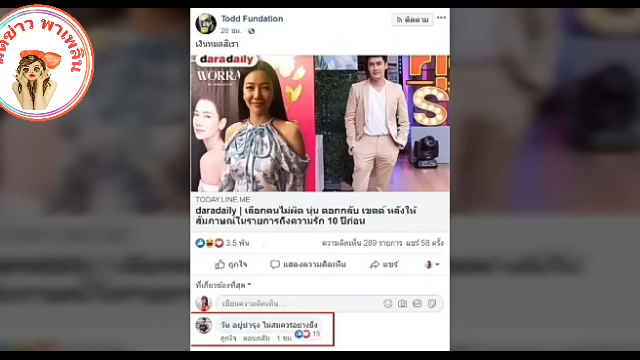 มดข่าว พาเพลิน
Todd Fundation
20 ชม.
ติดตาม
เงินหมดสิเรา
daradaily
WORRA
TODAY.LINE.ME
daradaily | เลือกคนไม่ผิด นุ่น ตอกกลับ เขตต์ หลังให้
สัมภาษณ์ในรายการถึงความรัก 10 ปีก่อน
3.5 พัน
ความคิดเห็น 289 รายการ แชร์ 58 ครั้ง
ถูกใจ
แสดงความคิดเห็น
แชร์
ที่เกี่ยวข้องที่สุด
เขียนความคิดเห็น...
วัน อยู่บำรุง ไม่สมควรอย่างยิ่ง
ถูกใจ ตอบกลับ 1 ชม.
19